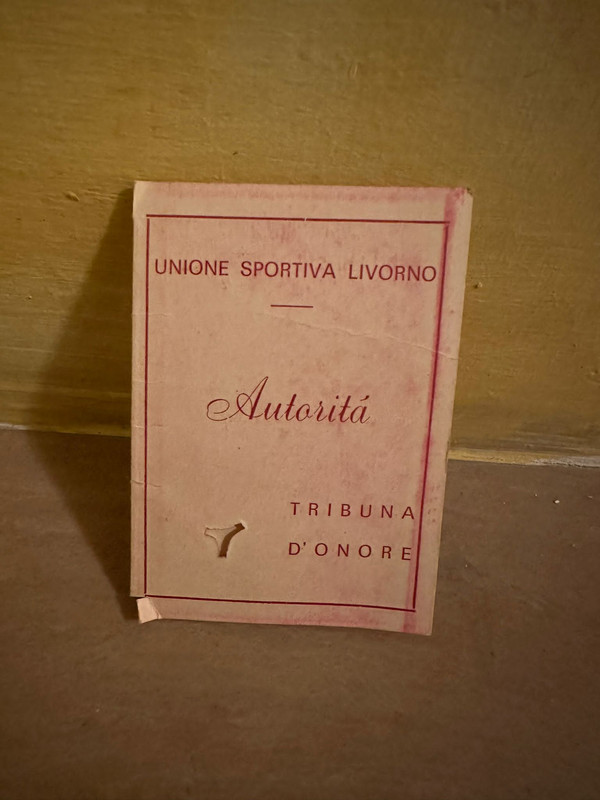 UNIONE SPORTIVA LIVORNO
Autoritá
TRIBUNA
D'ONORE